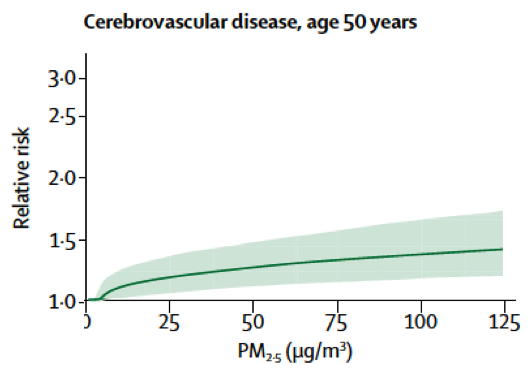 Cerebrovascular disease, age 50 years
3·0
2·5
2·0
1·5
1·0
Relative risk
0 25 50 75 100 125
PM2·5 (µg/m³)